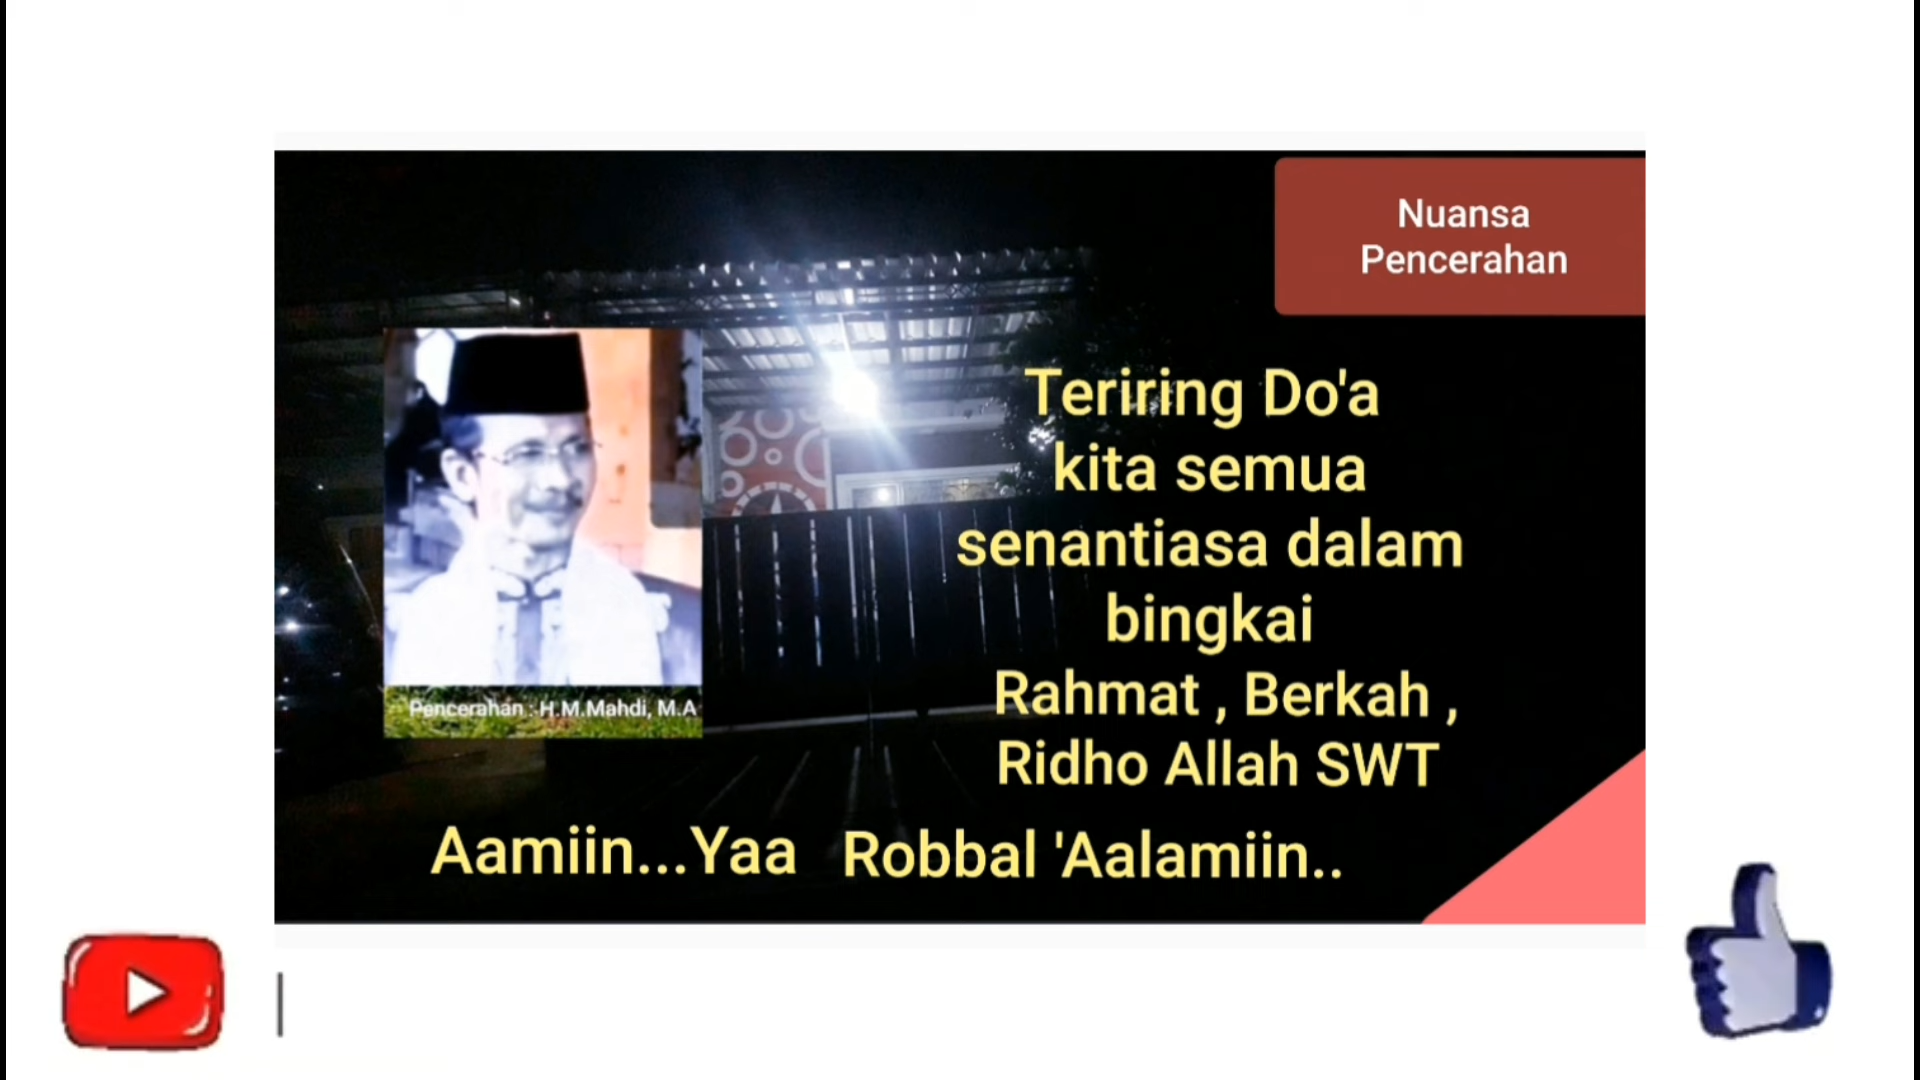 Nuansa
Pencerahan
Teriring Do'a
kita semua
senantiasa dalam
bingkai
Rahmat , Berkah ,
Ridho Allah SWT
Pencerahan : H.M.Mahdi, M.A
Aamiin...Yaa Robbal 'Aalamiin..